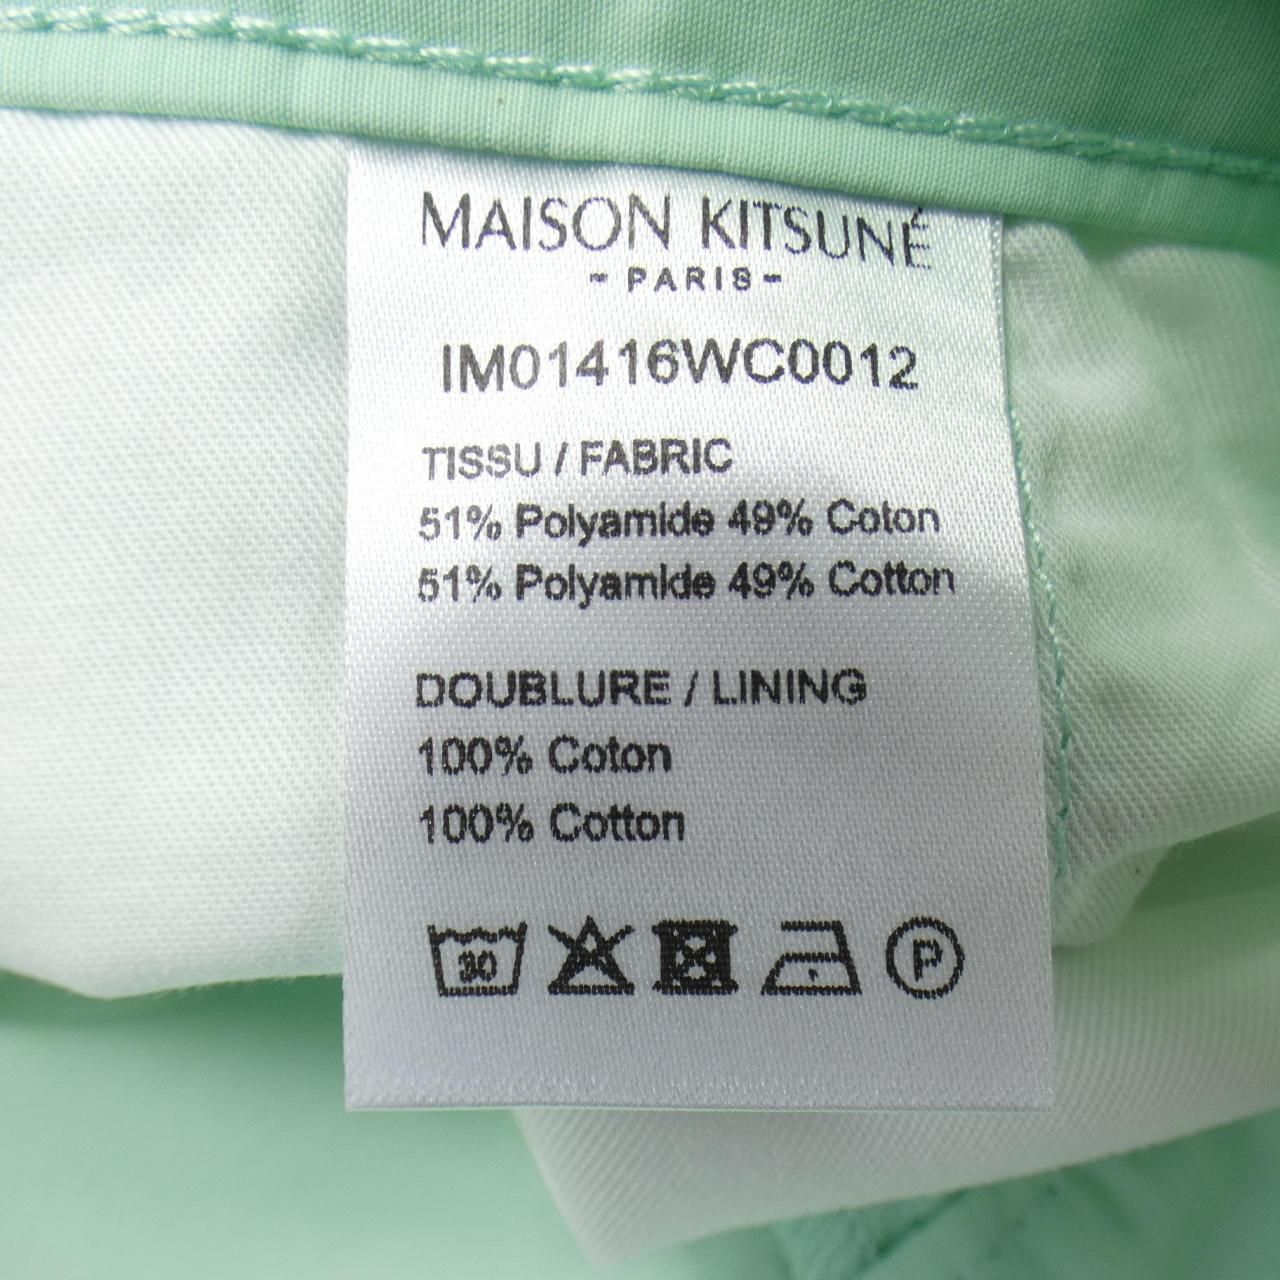 MAISON KITSUNÉ
- PARIS -
IM01416WC0012
TISSU / FABRIC
51% Polyamide 49% Coton
51% Polyamide 49% Cotton
DOUBLURE / LINING
100% Coton
100% Cotton
30 P